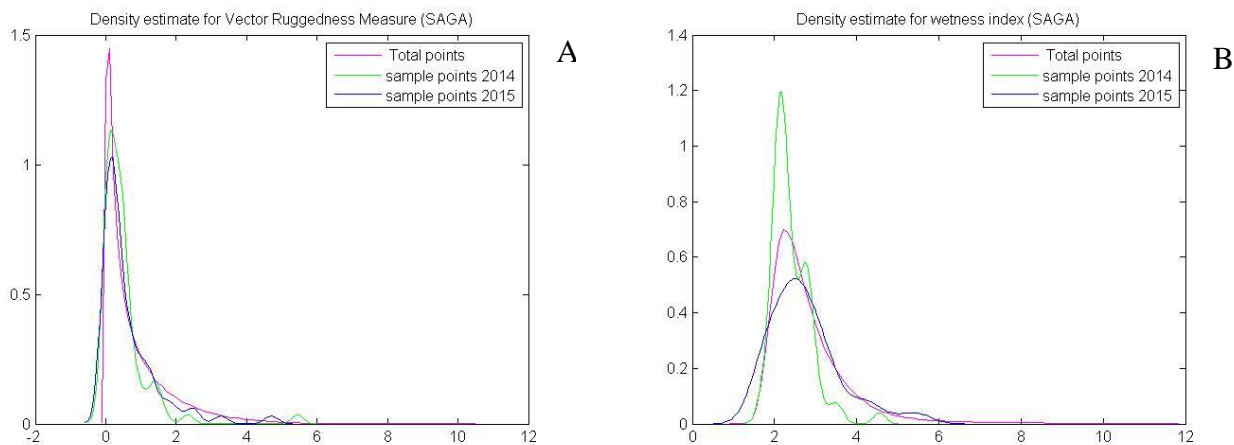 Density estimate for Vector Ruggedness Measure (SAGA)
1.5
1
0.5
0
-2 0 2 4 6 8 10 12
Total points
sample points 2014
sample points 2015
A
Density estimate for wetness index (SAGA)
1.4
1.2
1
0.8
0.6
0.4
0.2
0
0 2 4 6 8 10 12
Total points
sample points 2014
sample points 2015
B